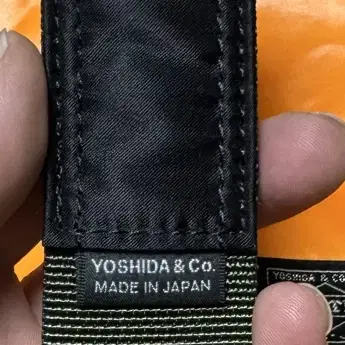 YOSHIDA & Co.
MADE IN JAPAN
YOSHIDA & CO